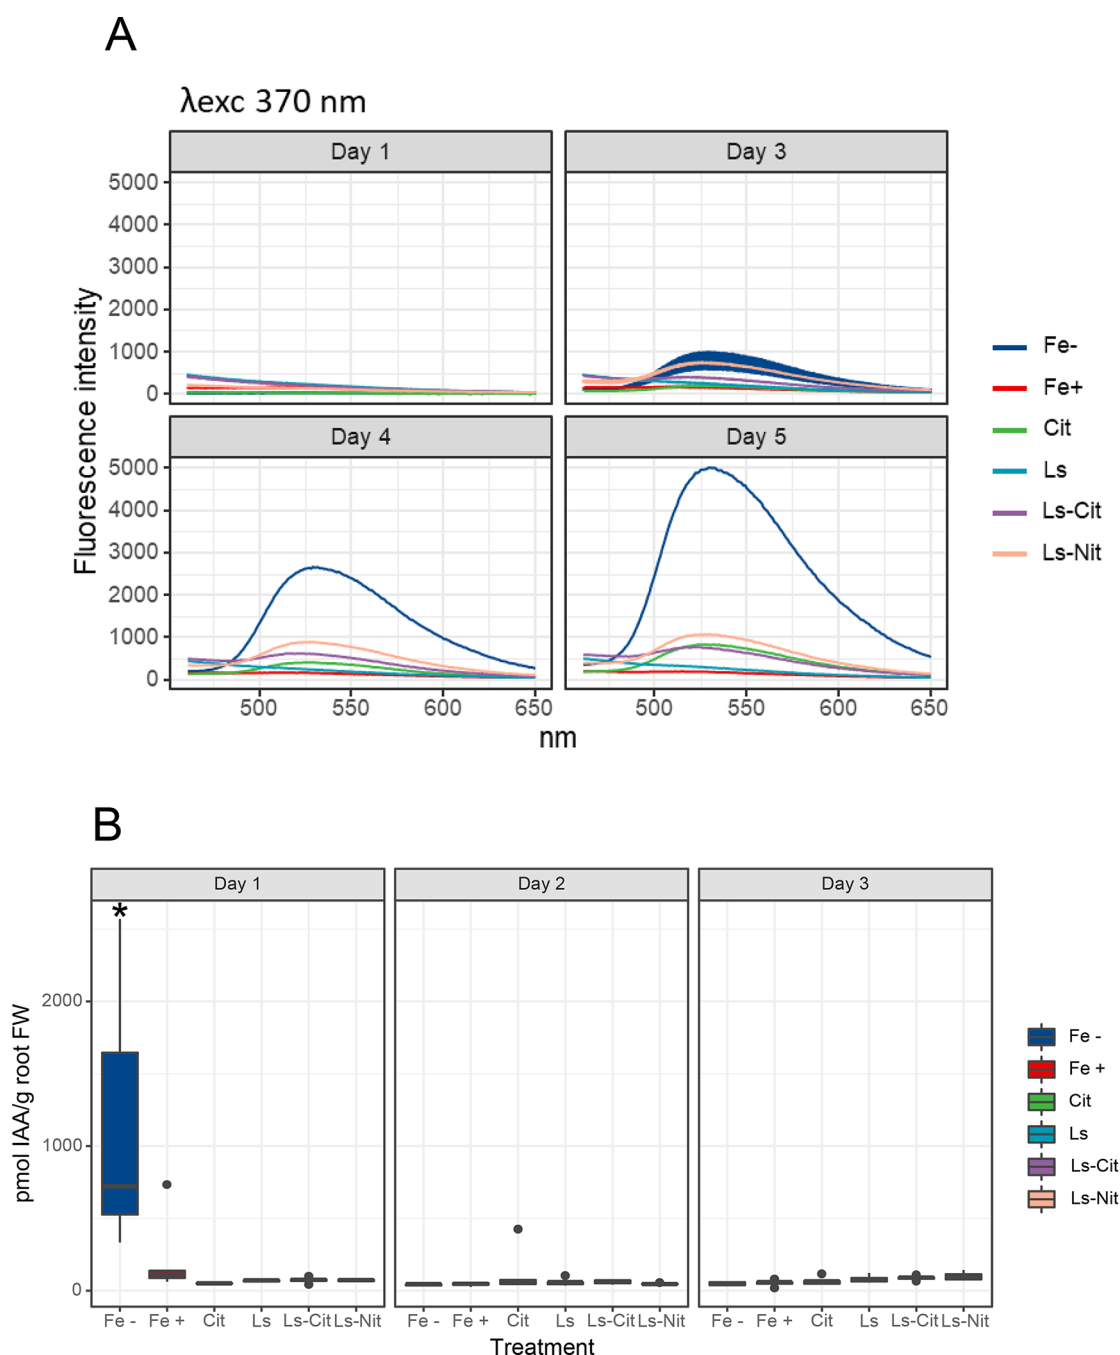 A
λexc 370 nm
Day 1
Day 3
5000
4000
3000
2000
1000
0
Day 4
Day 5
5000
4000
3000
2000
1000
0
500
550
600
650
500
550
600
650
nm
Fluorescence intensity
Fe-
Fe+
Cit
Ls
Ls-Cit
Ls-Nit
B
Day 1
Day 2
Day 3
*
2000
1000
0
pmol IAA/g root FW
Fe - Fe + Cit Ls Ls-Cit Ls-Nit
Fe - Fe + Cit Ls Ls-Cit Ls-Nit
Fe - Fe + Cit Ls Ls-Cit Ls-Nit
Treatment
Fe -
Fe +
Cit
Ls
Ls-Cit
Ls-Nit